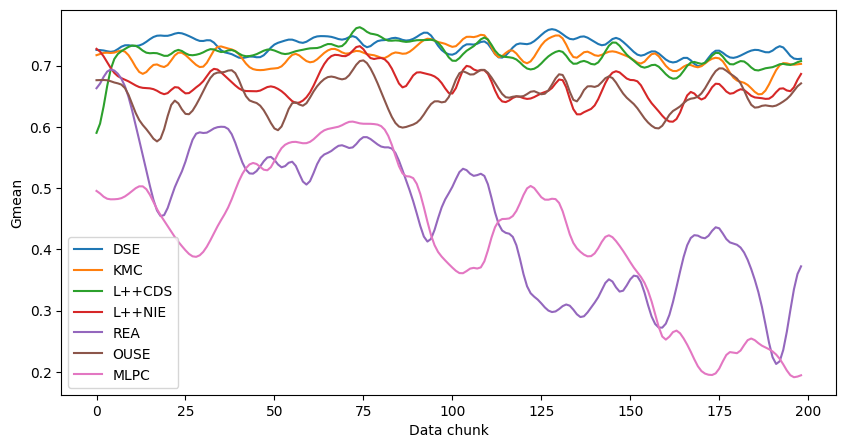 Gmean
0.7
0.6
0.5
0.4
0.3
0.2
DSE
KMC
L++CDS
L++NIE
REA
OUSE
MLPC
0 25 50 75 100 125 150 175 200
Data chunk